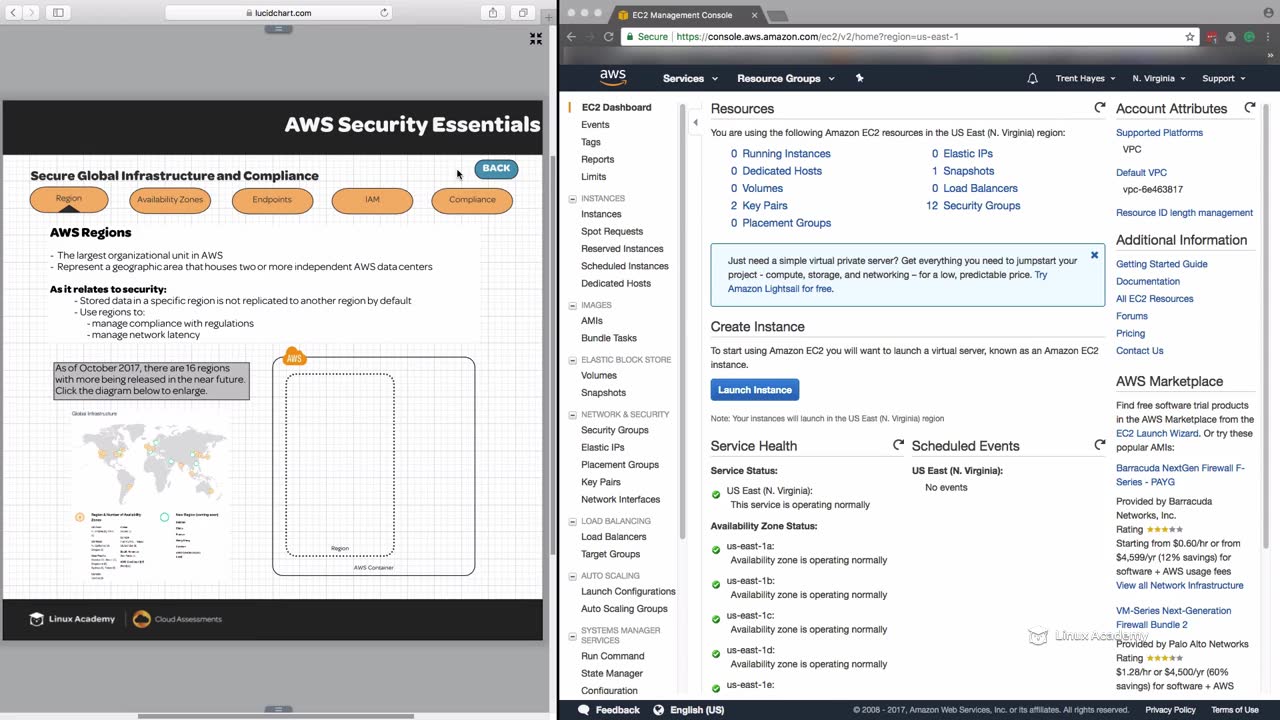 lucidchart.com
AWS Security Essentials
BACK
Secure Global Infrastructure and Compliance
Region
Availability Zones
Endpoints
IAM
Compliance
AWS Regions
- The largest organizational unit in AWS
- Represent a geographic area that houses two or more independent AWS data centers
As it relates to security:
- Stored data in a specific region is not replicated to another region by default
- Use regions to:
- manage compliance with regulations
- manage network latency
As of October 2017, there are 16 regions
with more being released in the near future.
Click the diagram below to enlarge.
Global Infrastructure
AWS
Region
AWS Container
Linux Academy
Cloud Assessments
EC2 Management Console
Secure
https://console.aws.amazon.com/ec2/v2/home?region=us-east-1
aws
Services
Resource Groups
Trent Hayes
N. Virginia
Support
EC2 Dashboard
Events
Tags
Reports
Limits
INSTANCES
Instances
Spot Requests
Reserved Instances
Scheduled Instances
Dedicated Hosts
IMAGES
AMIs
Bundle Tasks
ELASTIC BLOCK STORE
Volumes
Snapshots
NETWORK & SECURITY
Security Groups
Elastic IPs
Placement Groups
Key Pairs
Network Interfaces
LOAD BALANCING
Load Balancers
Target Groups
AUTO SCALING
Launch Configurations
Auto Scaling Groups
SYSTEMS MANAGER
SERVICES
Run Command
State Manager
Configuration
Resources
You are using the following Amazon EC2 resources in the US East (N. Virginia) region:
0 Running Instances
0 Elastic IPs
0 Dedicated Hosts
1 Snapshots
0 Volumes
0 Load Balancers
2 Key Pairs
12 Security Groups
0 Placement Groups
Just need a simple virtual private server? Get everything you need to jumpstart your
project - compute, storage, and networking – for a low, predictable price. Try
Amazon Lightsail for free.
Create Instance
To start using Amazon EC2 you will want to launch a virtual server, known as an Amazon EC2
instance.
Launch Instance
Note: Your instances will launch in the US East (N. Virginia) region
Service Health
Service Status:
US East (N. Virginia):
This service is operating normally
Availability Zone Status:
us-east-1a:
Availability zone is operating normally
us-east-1b:
Availability zone is operating normally
us-east-1c:
Availability zone is operating normally
us-east-1d:
Availability zone is operating normally
us-east-1e:
Scheduled Events
US East (N. Virginia):
No events
Account Attributes
Supported Platforms
VPC
Default VPC
vpc-6e463817
Resource ID length management
Additional Information
Getting Started Guide
Documentation
All EC2 Resources
Forums
Pricing
Contact Us
AWS Marketplace
Find free software trial products
in the AWS Marketplace from the
EC2 Launch Wizard. Or try these
popular AMIs:
Barracuda NextGen Firewall F-
Series - PAYG
Provided by Barracuda
Networks, Inc.
Rating
Starting from $0.60/hr or from
$4,599/yr (12% savings) for
software + AWS usage fees
View all Network Infrastructure
VM-Series Next-Generation
Firewall Bundle 2
Linux Academy
Provided by Palo Alto Networks
Rating
$1.28/hr or $4,500/yr (60%
savings) for software + AWS
Feedback
English (US)
© 2008 - 2017, Amazon Web Services, Inc. or its affiliates. All rights reserved.
Privacy Policy
Terms of Use